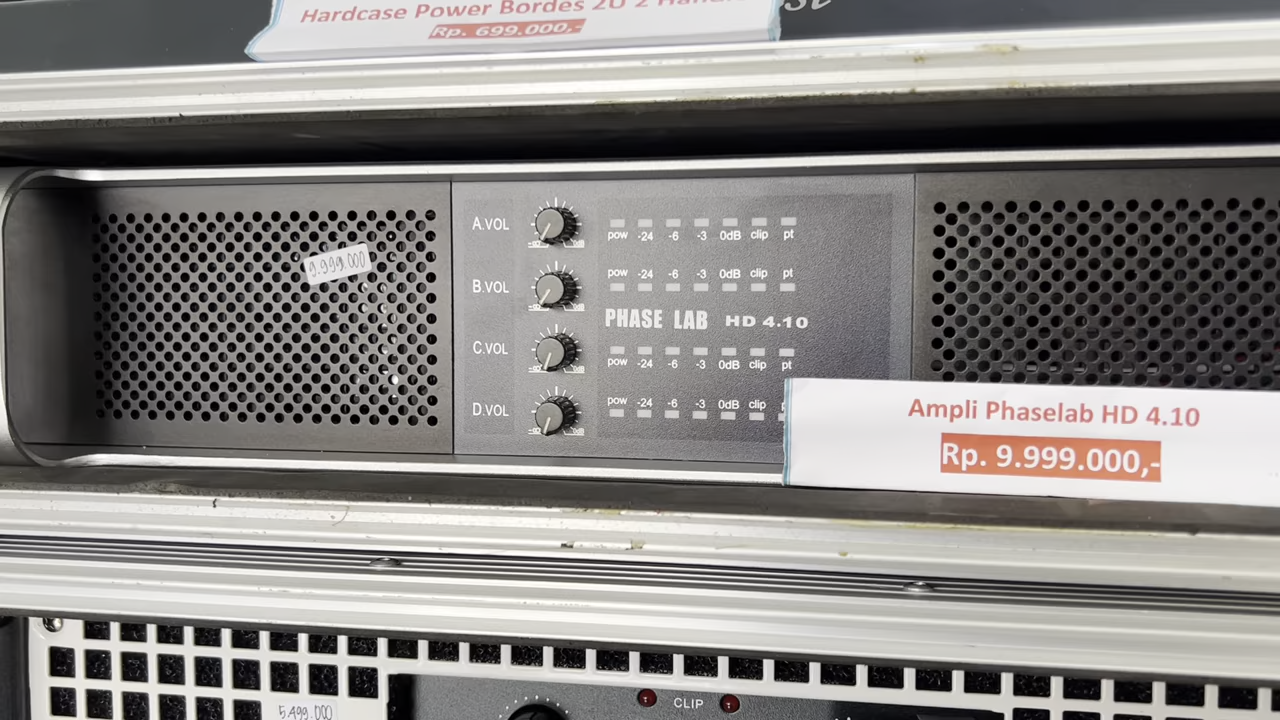 Hardcase Power Bordes 2U 2
Rp. 699.000,-
A.VOL
pow -24 -6 -3 0dB clip pt
9.999.000
B.VOL
pow -24 -6 -3 0dB clip pt
PHASE LAB HD 4.10
C.VOL
pow -24 -6 -3 0dB clip pt
D.VOL
pow -24 -6 -3 0dB clip
Ampli Phaselab HD 4.10
Rp. 9.999.000,-
5.499.000
CLIP